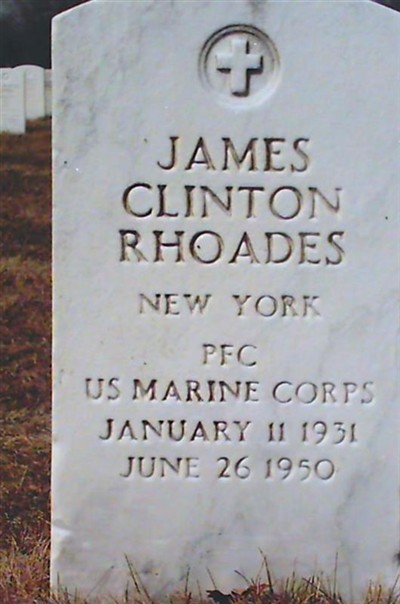 JAMES
CLINTON
RHOADES
NEW YORK
PFC
US MARINE CORPS
JANUARY 11 1931
JUNE 26 1950